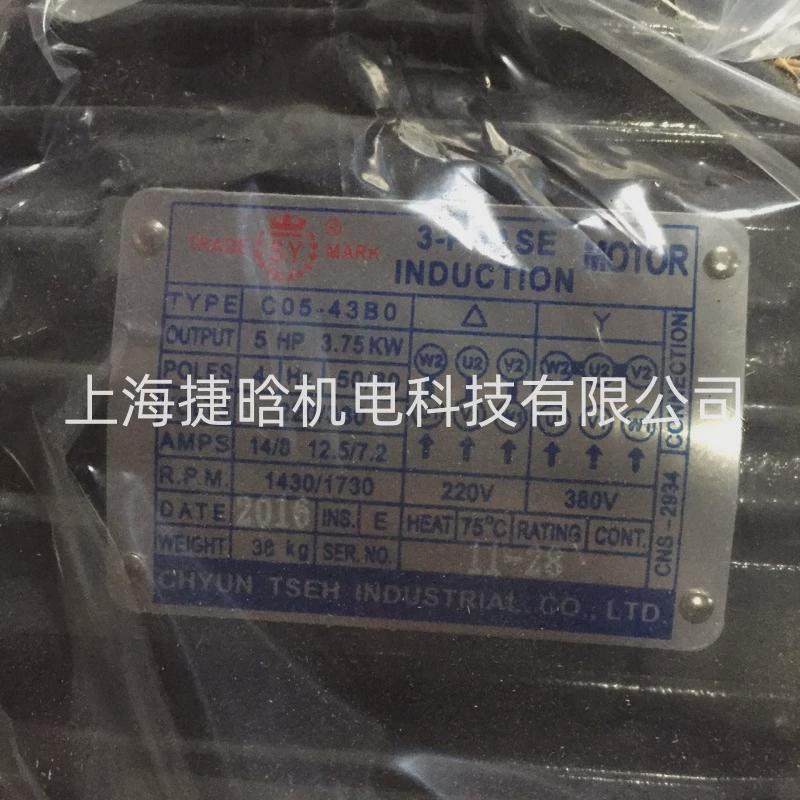 TRADE SY ® MARK 3-PHASE INDUCTION MOTOR
TYPE C05-43B0 △ Y
OUTPUT 5 HP 3.75 KW W2 U2 V2 W2 U2 V2
POLES 4 Hz
上海捷晗机电科技有限公司
AMPS 14/8 12.5/7.2
R.P.M. 1430/1730 220V 380V
DATE 2016 INS. E HEAT 75°C RATING CONT.
WEIGHT 38 kg SER. NO. 11-28
CNS-2934 CONNECTION
CHYUN TSEH INDUSTRIAL. CO., LTD.